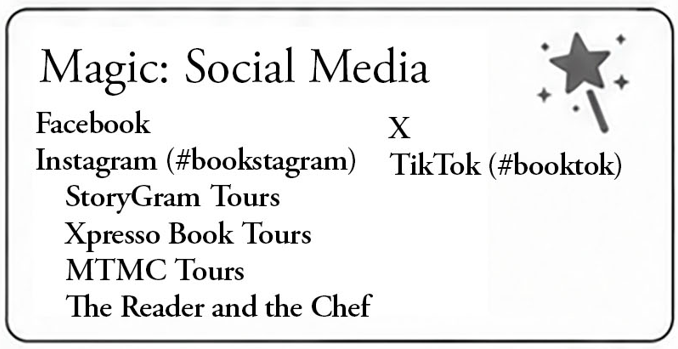 Magic: Social Media
Facebook
Instagram (#bookstagram)
StoryGram Tours
Xpresso Book Tours
MTMC Tours
The Reader and the Chef
X
TikTok (#booktok)